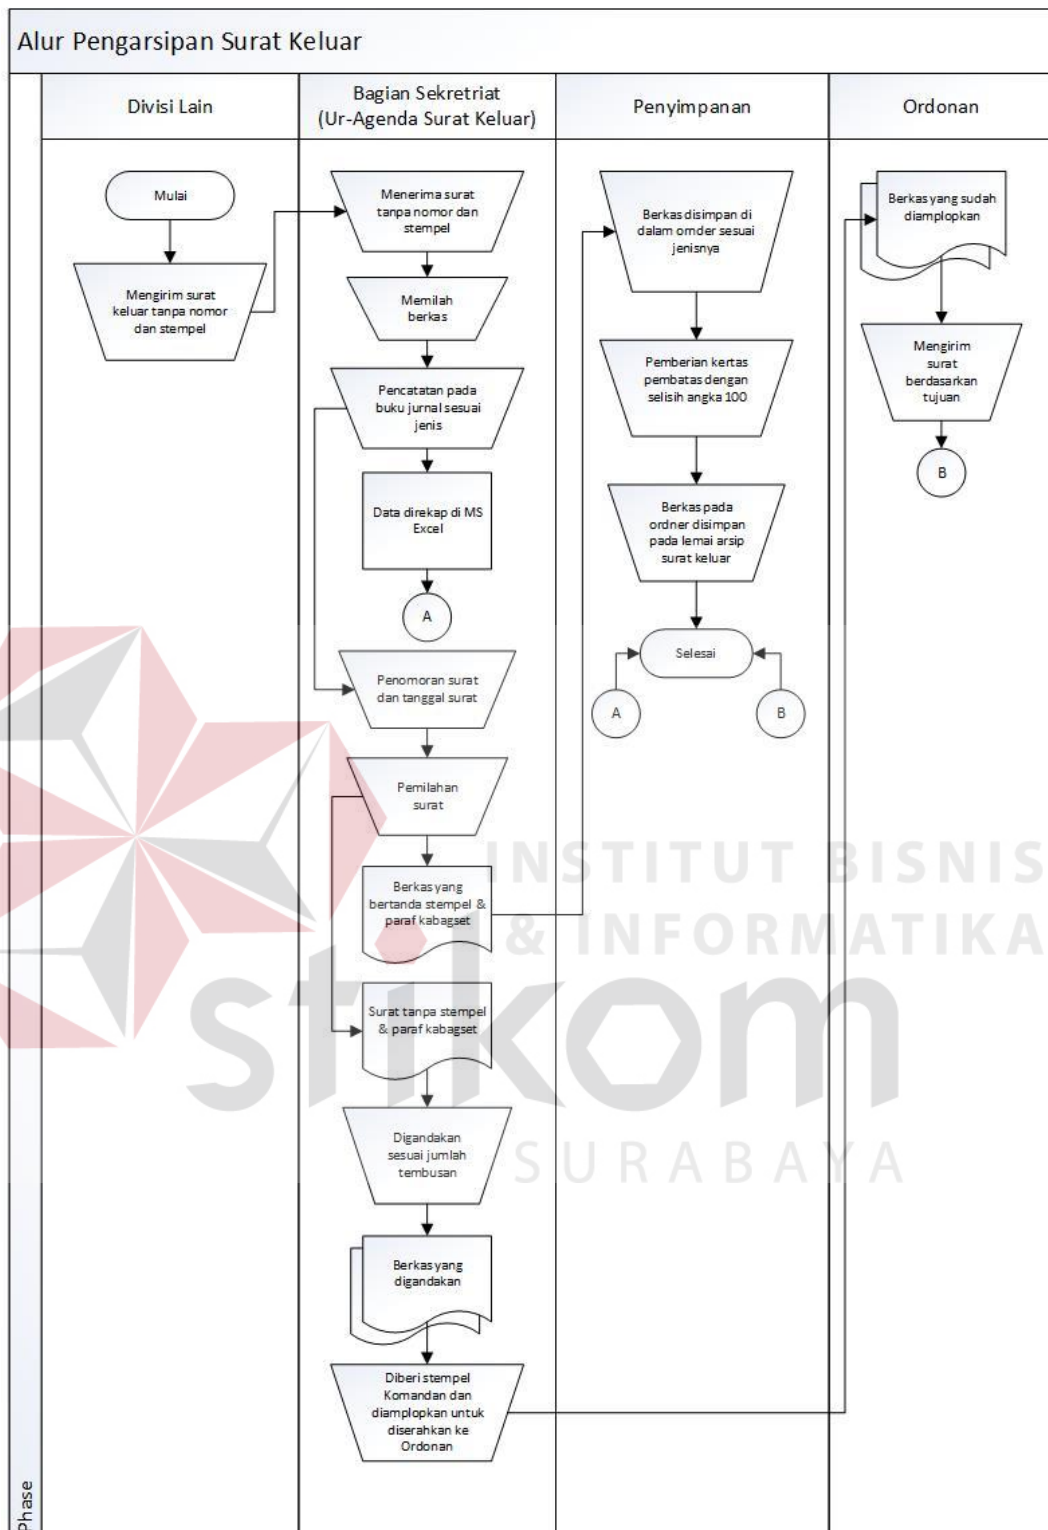 Alur Pengarsipan Surat Keluar
Divisi Lain
Bagian Sekretriat
(Ur-Agenda Surat Keluar)
Penyimpanan
Ordonan
Mulai
Mengirim surat
keluar tanpa nomor
dan stempel
Menerima surat
tanpa nomor dan
stempel
Memilah
berkas
Pencatatan pada
buku jurnal sesuai
jenis
Data direkap di MS
Excel
A
Penomoran surat
dan tanggal surat
Pemilahan
surat
Berkas yang
bertanda stempel &
paraf kabagset
Surat tanpa stempel
& paraf kabagset
Digandakan
sesuai jumlah
tembusan
Berkas yang
digandakan
Diberi stempel
Komandan dan
diamplopkan untuk
diserahkan ke
Ordonan
Berkas disimpan di
dalam omder sesuai
jenisnya
Pemberian kertas
pembatas dengan
selisih angka 100
Berkas pada
ordner disimpan
pada lemai arsip
surat keluar
Selesai
A
B
Berkas yang sudah
diamplopkan
Mengirim
surat
berdasarkan
tujuan
B
Phase
INSTITUT BISNIS
& INFORMATIKA
stikom
SURABAYA